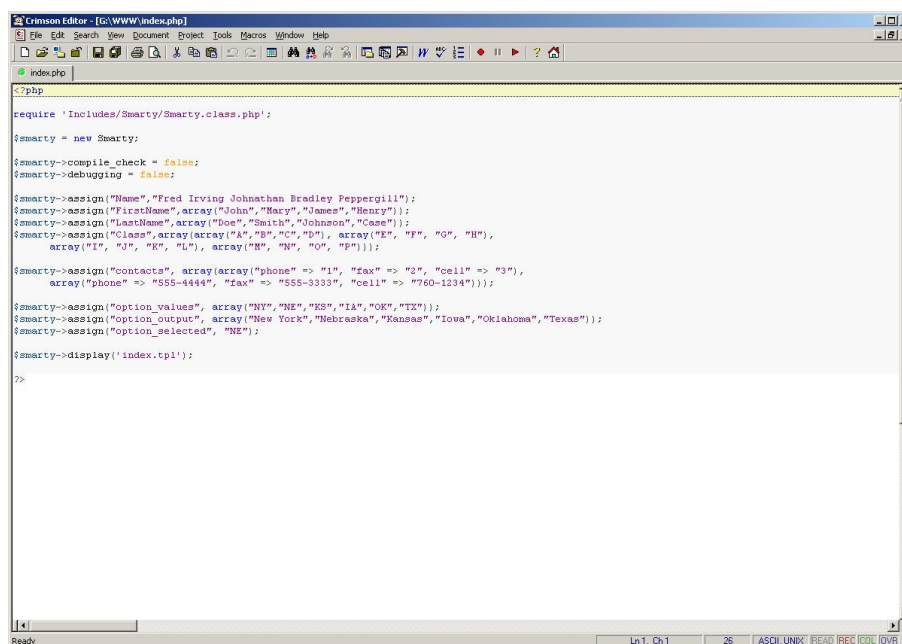 Crimson Editor - [G:\WWW\index.php]
File Edit Search View Document Project Tools Macros Window Help
index.php
<?php
require 'Includes/Smarty/Smarty.class.php';
$smarty = new Smarty;
$smarty->compile_check = false;
$smarty->debugging = false;
$smarty->assign("Name","Fred Irving Johnathan Bradley Peppergill");
$smarty->assign("FirstName",array("John","Mary","James","Henry"));
$smarty->assign("LastName",array("Doe","Smith","Johnson","Case"));
$smarty->assign("Class",array(array("A","B","C","D"), array("E", "F", "G", "H"),
array("I", "J", "K", "L"), array("M", "N", "O", "P")));
$smarty->assign("contacts", array(array("phone" => "1", "fax" => "2", "cell" => "3"),
array("phone" => "555-4444", "fax" => "555-3333", "cell" => "760-1234")));
$smarty->assign("option_values", array("NY","NE","KS","IA","OK","TX"));
$smarty->assign("option_output", array("New York","Nebraska","Kansas","Iowa","Oklahoma","Texas"));
$smarty->assign("option_selected", "NE");
$smarty->display('index.tpl');
?>
Ready Ln 1, Ch 1 26 ASCII, UNIX READ REC COL OVR